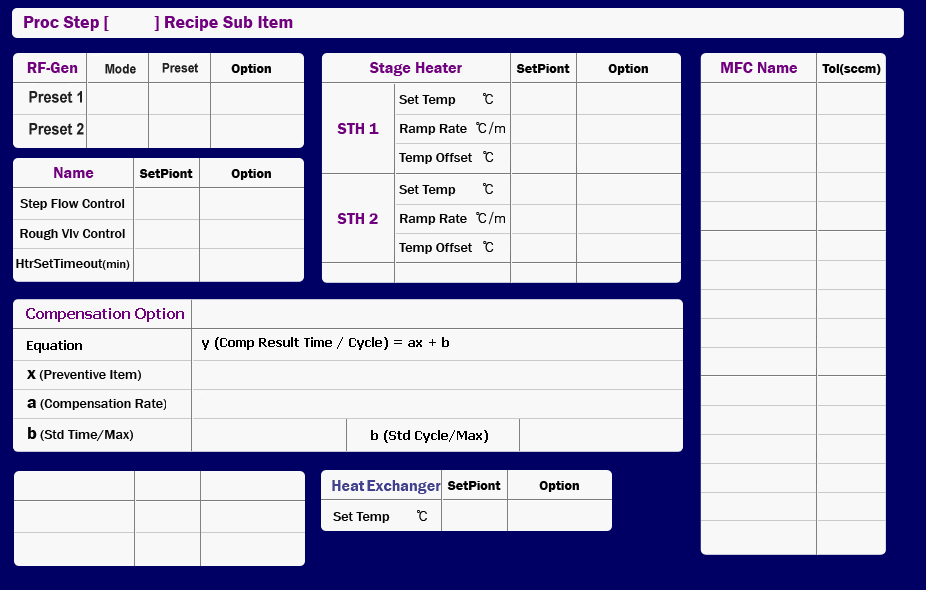 Proc Step [ ] Recipe Sub Item
RF-Gen Mode Preset Option
Preset 1
Preset 2
Name SetPiont Option
Step Flow Control
Rough Vlv Control
HtrSetTimeout(min)
Stage Heater SetPiont Option
STH 1
Set Temp ℃
Ramp Rate ℃/m
Temp Offset ℃
STH 2
Set Temp ℃
Ramp Rate ℃/m
Temp Offset ℃
MFC Name Tol(sccm)
Compensation Option
Equation y (Comp Result Time / Cycle) = ax + b
x (Preventive Item)
a (Compensation Rate)
b (Std Time/Max) b (Std Cycle/Max)
Heat Exchanger SetPiont Option
Set Temp ℃